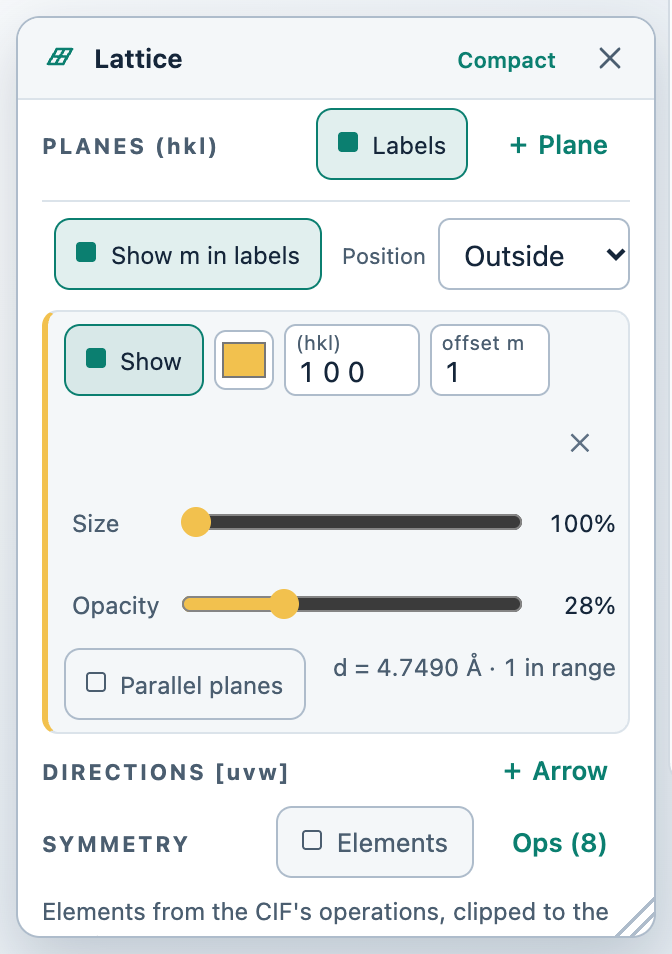 Lattice Compact
PLANES (hkl) Labels + Plane
Show m in labels Position Outside
Show (hkl) 1 0 0 offset m 1
Size 100%
Opacity 28%
Parallel planes d = 4.7490 Å · 1 in range
DIRECTIONS [uvw] + Arrow
SYMMETRY Elements Ops (8)
Elements from the CIF's operations, clipped to the